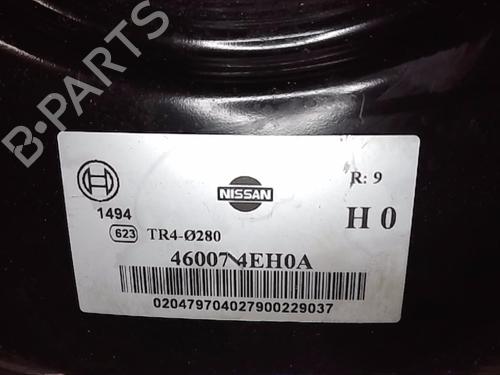 B-PARTS
NISSAN
R: 9
1494
H 0
623 TR4-Ø280
46007 4EH0A
020479704027900229037